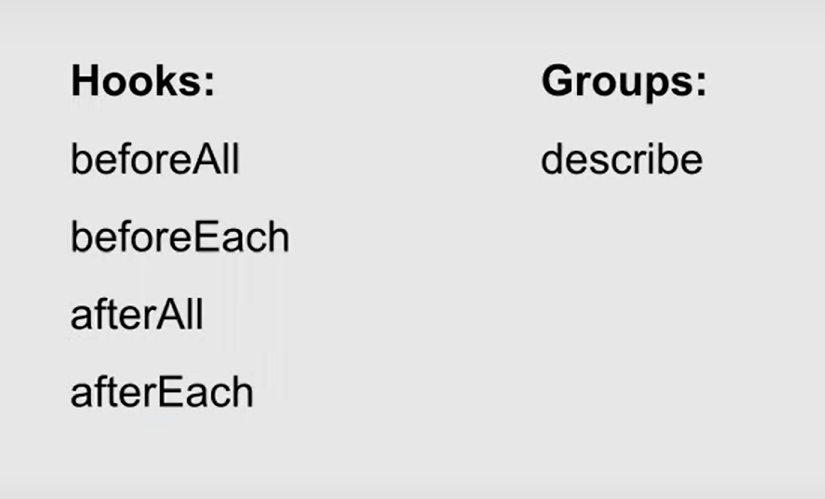 Hooks:
beforeAll
beforeEach
afterAll
afterEach
Groups:
describe